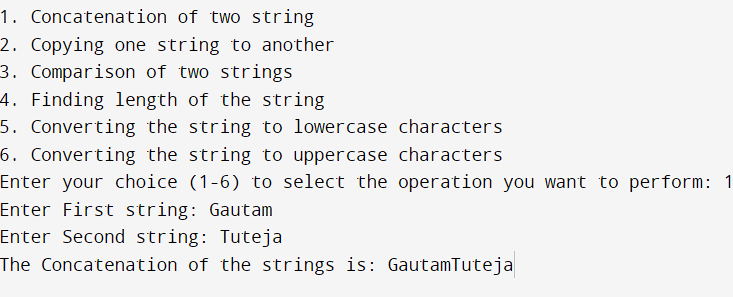 1. Concatenation of two string
2. Copying one string to another
3. Comparison of two strings
4. Finding length of the string
5. Converting the string to lowercase characters
6. Converting the string to uppercase characters
Enter your choice (1-6) to select the operation you want to perform: 1
Enter First string: Gautam
Enter Second string: Tuteja
The Concatenation of the strings is: GautamTuteja